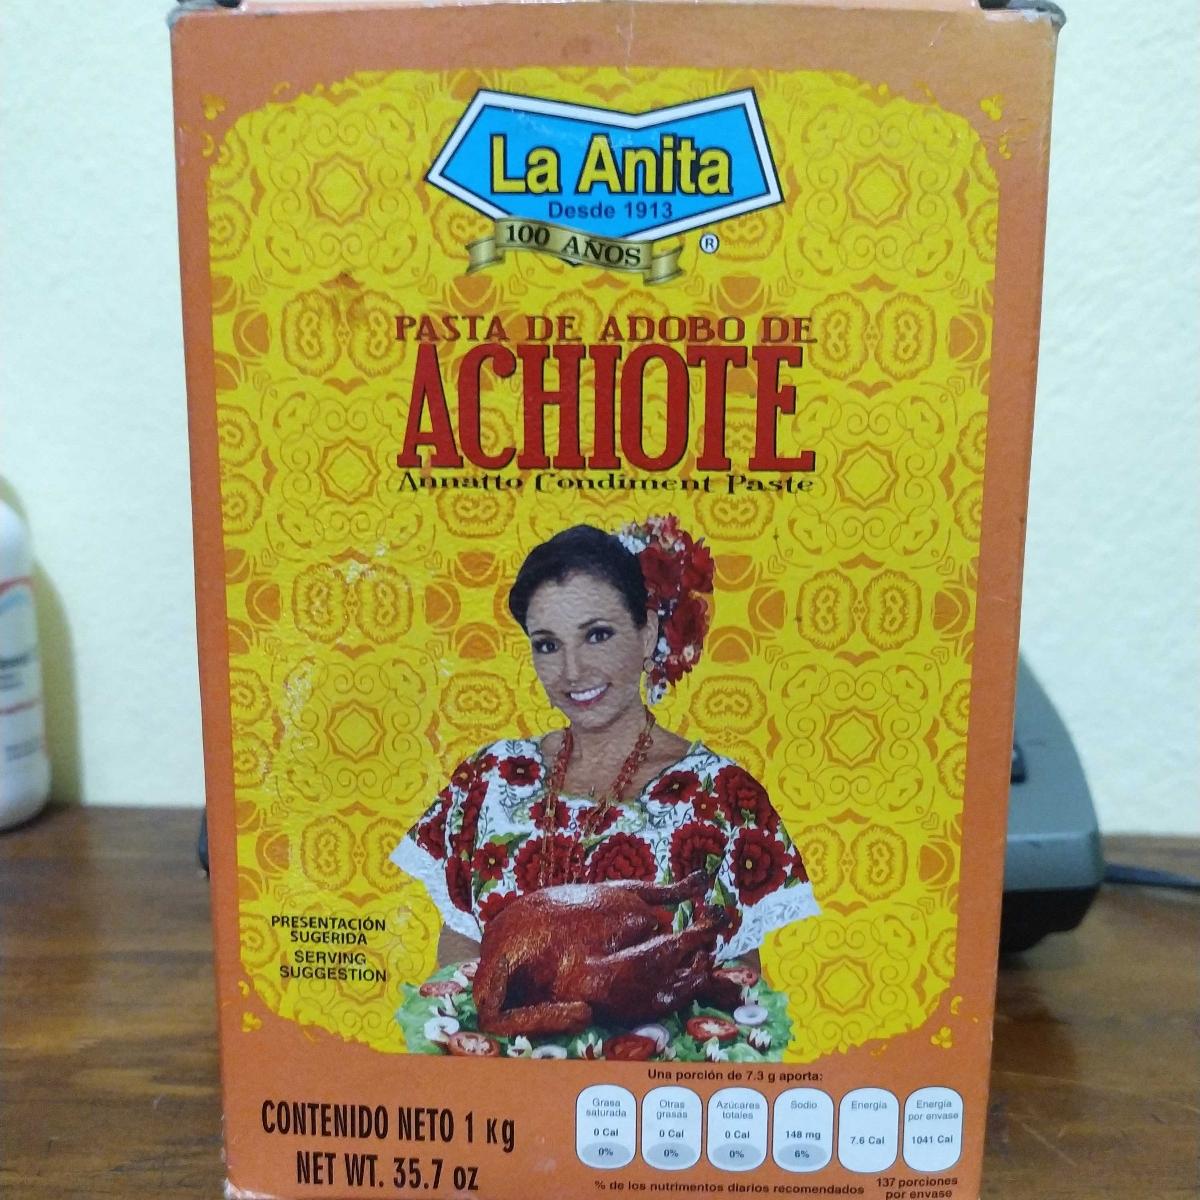 La Anita
Desde 1913
100 AÑOS
®
PASTA DE ADOBO DE
ACHIOTE
Annatto Condiment Paste
PRESENTACIÓN
SUGERIDA
SERVING
SUGGESTION
Una porción de 7.3 g aporta:
Grasa
saturada
0 Cal
0%
Otras
grasas
0 Cal
0%
Azúcares
totales
0 Cal
0%
Sodio
148 mg
6%
Energía
7.6 Cal
Energía
por envase
1041 Cal
% de los nutrimentos diarios recomendados
137 porciones
por envase
CONTENIDO NETO 1 Kg
NET WT. 35.7 oz